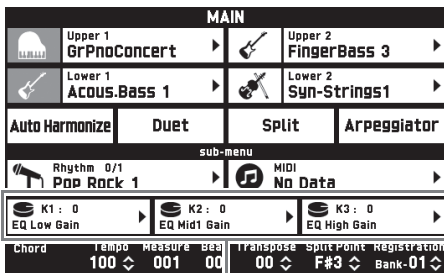 MAIN
Upper 1
GrPnoConcert
Upper 2
FingerBass 3
Lower 1
Acous.Bass 1
Lower 2
Syn-Strings1
Auto Harmonize Duet Split Arpeggiator
sub-menu
Rhythm 0/1
Pop Rock 1
MIDI
No Data
K1: 0
EQ Low Gain
K2: 0
EQ Mid1 Gain
K3: 0
EQ High Gain
Chord Tempo Measure Bea Transpose Split Point Registration
100 001 00 00 F#3 Bank-01